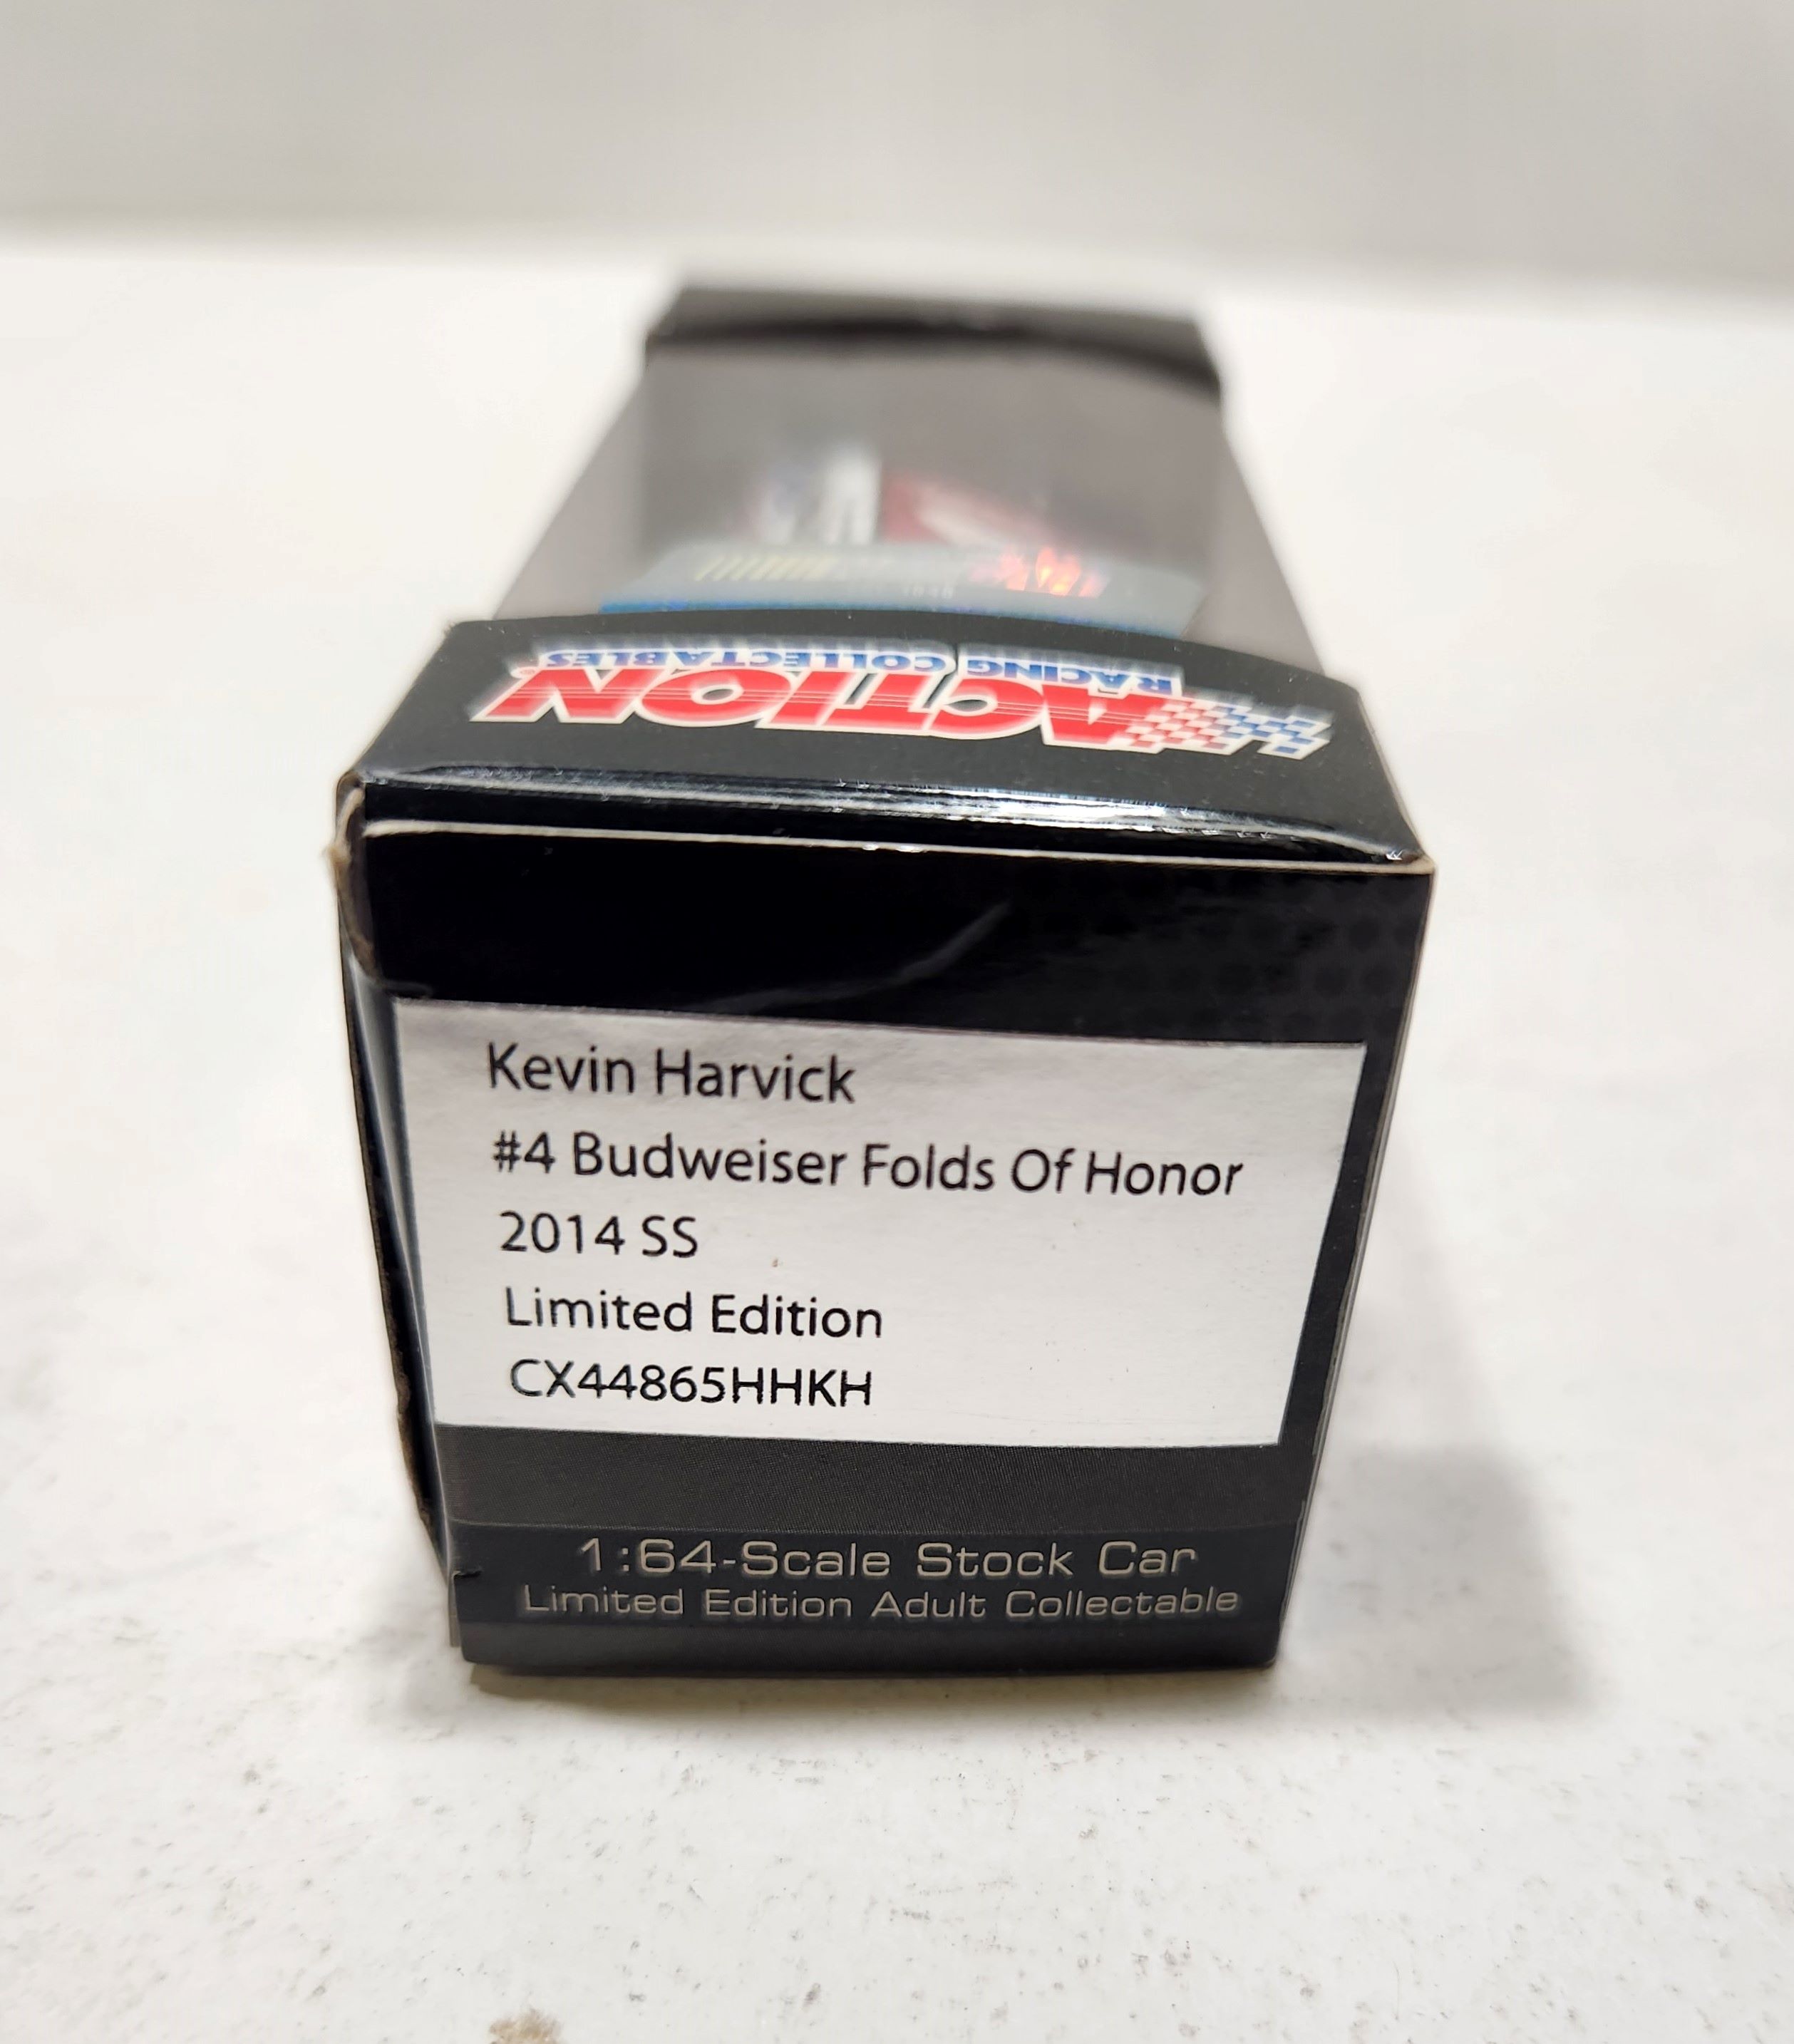 ACTION
RACING COLLECTABLES
Kevin Harvick
#4 Budweiser Folds Of Honor
2014 SS
Limited Edition
CX44865HHKH
1:64-Scale Stock Car
Limited Edition Adult Collectable